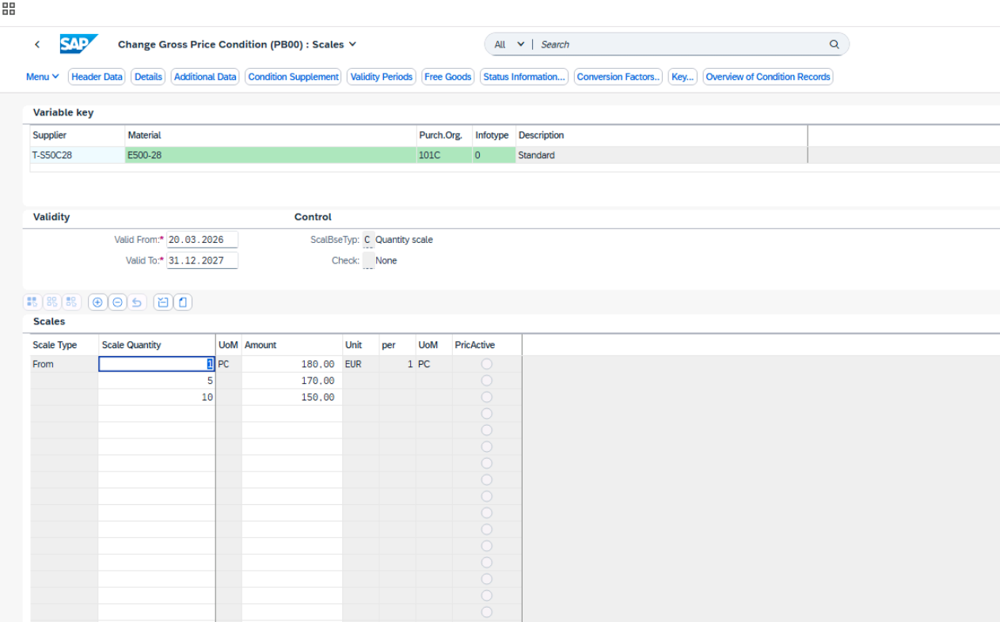 SAP Change Gross Price Condition (PB00) : Scales All Search
Menu Header Data Details Additional Data Condition Supplement Validity Periods Free Goods Status Information... Conversion Factors.. Key... Overview of Condition Records
Variable key
Supplier Material Purch.Org. Infotype Description
T-S50C28 E500-28 101C 0 Standard
Validity Control
Valid From:* 20.03.2026 ScalBseTyp: C Quantity scale
Valid To:* 31.12.2027 Check: None
Scales
Scale Type Scale Quantity UoM Amount Unit per UoM PricActive
From 1 PC 180,00 EUR 1 PC
5 170,00
10 150,00